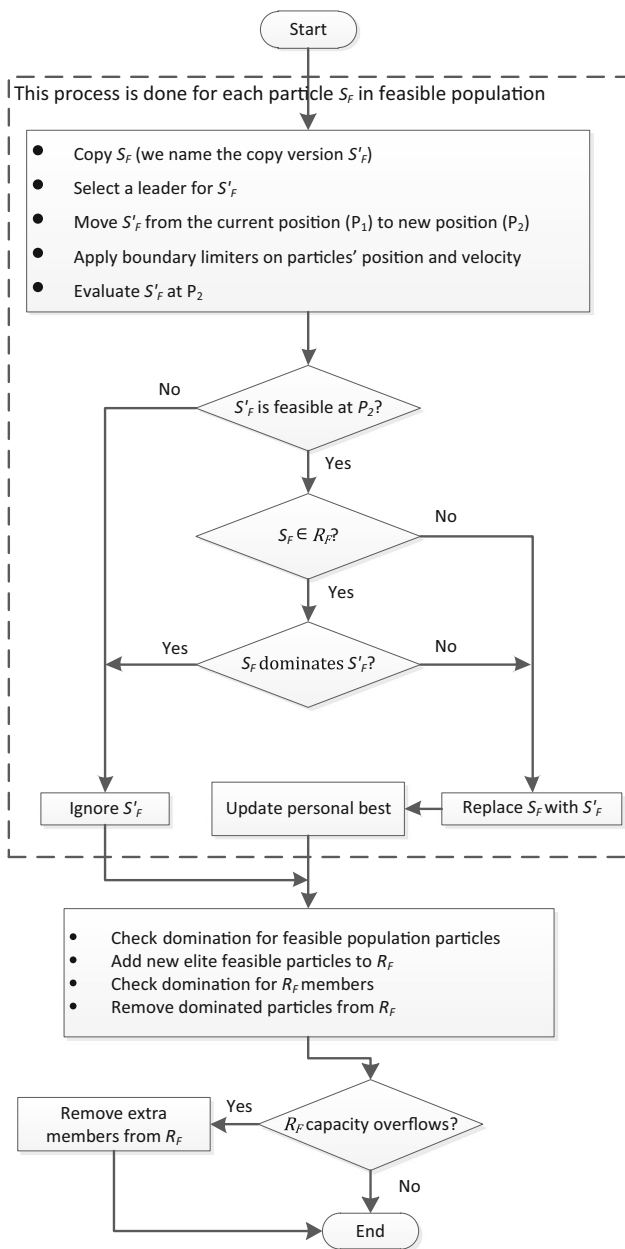 Start
This process is done for each particle S_F in feasible population
• Copy S_F (we name the copy version S'_F)
• Select a leader for S'_F
• Move S'_F from the current position (P₁) to new position (P₂)
• Apply boundary limiters on particles' position and velocity
• Evaluate S'_F at P₂
S'_F is feasible at P₂?
No
Yes
S_F ∈ R_F?
No
Yes
S_F dominates S'_F?
Yes
No
Ignore S'_F
Update personal best
Replace S_F with S'_F
• Check domination for feasible population particles
• Add new elite feasible particles to R_F
• Check domination for R_F members
• Remove dominated particles from R_F
R_F capacity overflows?
Yes
Remove extra
members from R_F
No
End